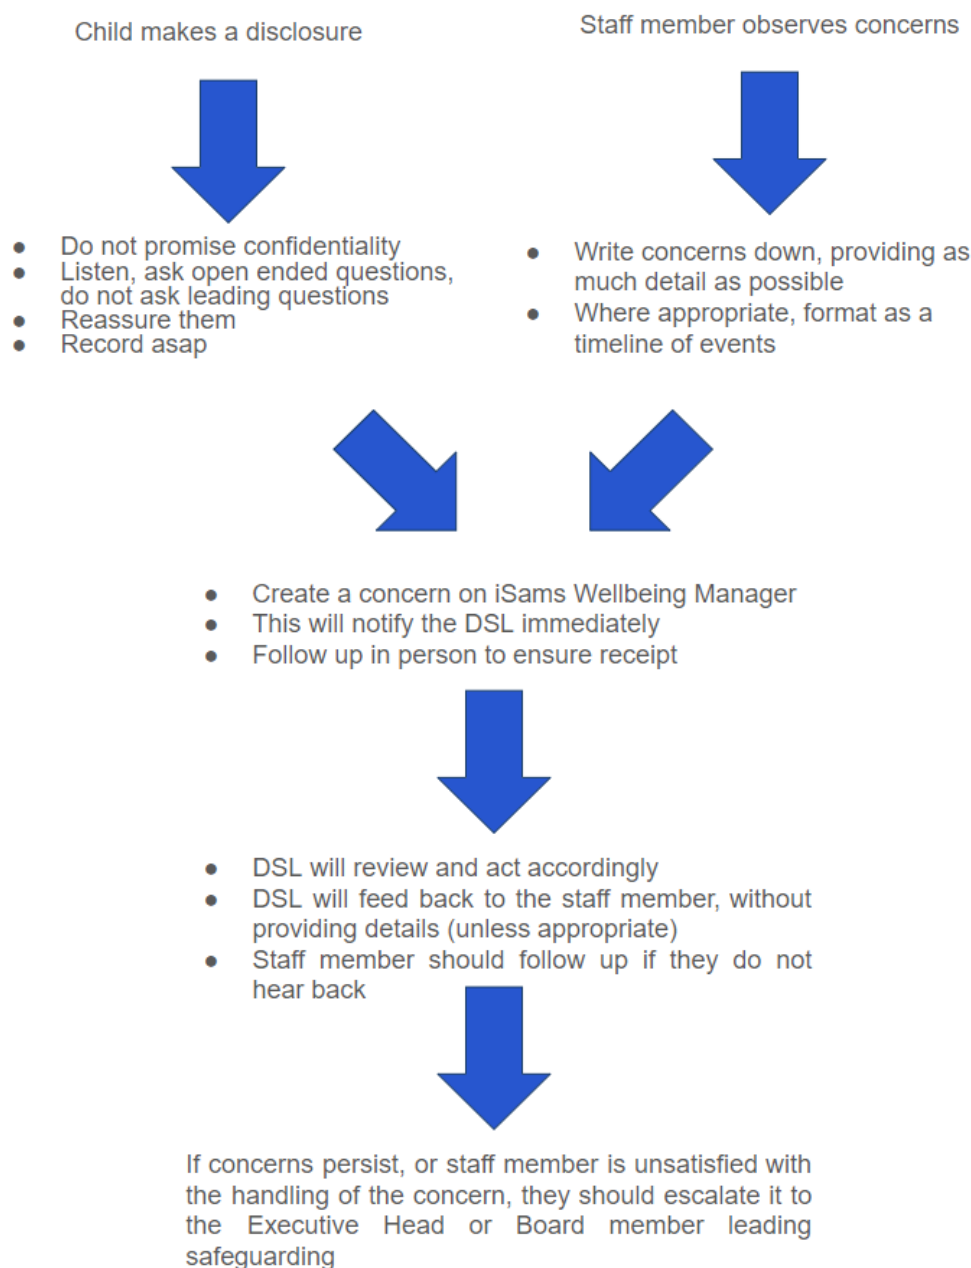 Child makes a disclosure
Staff member observes concerns
● Do not promise confidentiality
● Listen, ask open ended questions,
do not ask leading questions
● Reassure them
● Record asap
● Write concerns down, providing as
much detail as possible
● Where appropriate, format as a
timeline of events
● Create a concern on iSams Wellbeing Manager
● This will notify the DSL immediately
● Follow up in person to ensure receipt
● DSL will review and act accordingly
● DSL will feed back to the staff member, without
providing details (unless appropriate)
● Staff member should follow up if they do not
hear back
If concerns persist, or staff member is unsatisfied with
the handling of the concern, they should escalate it to
the Executive Head or Board member leading
safeguarding